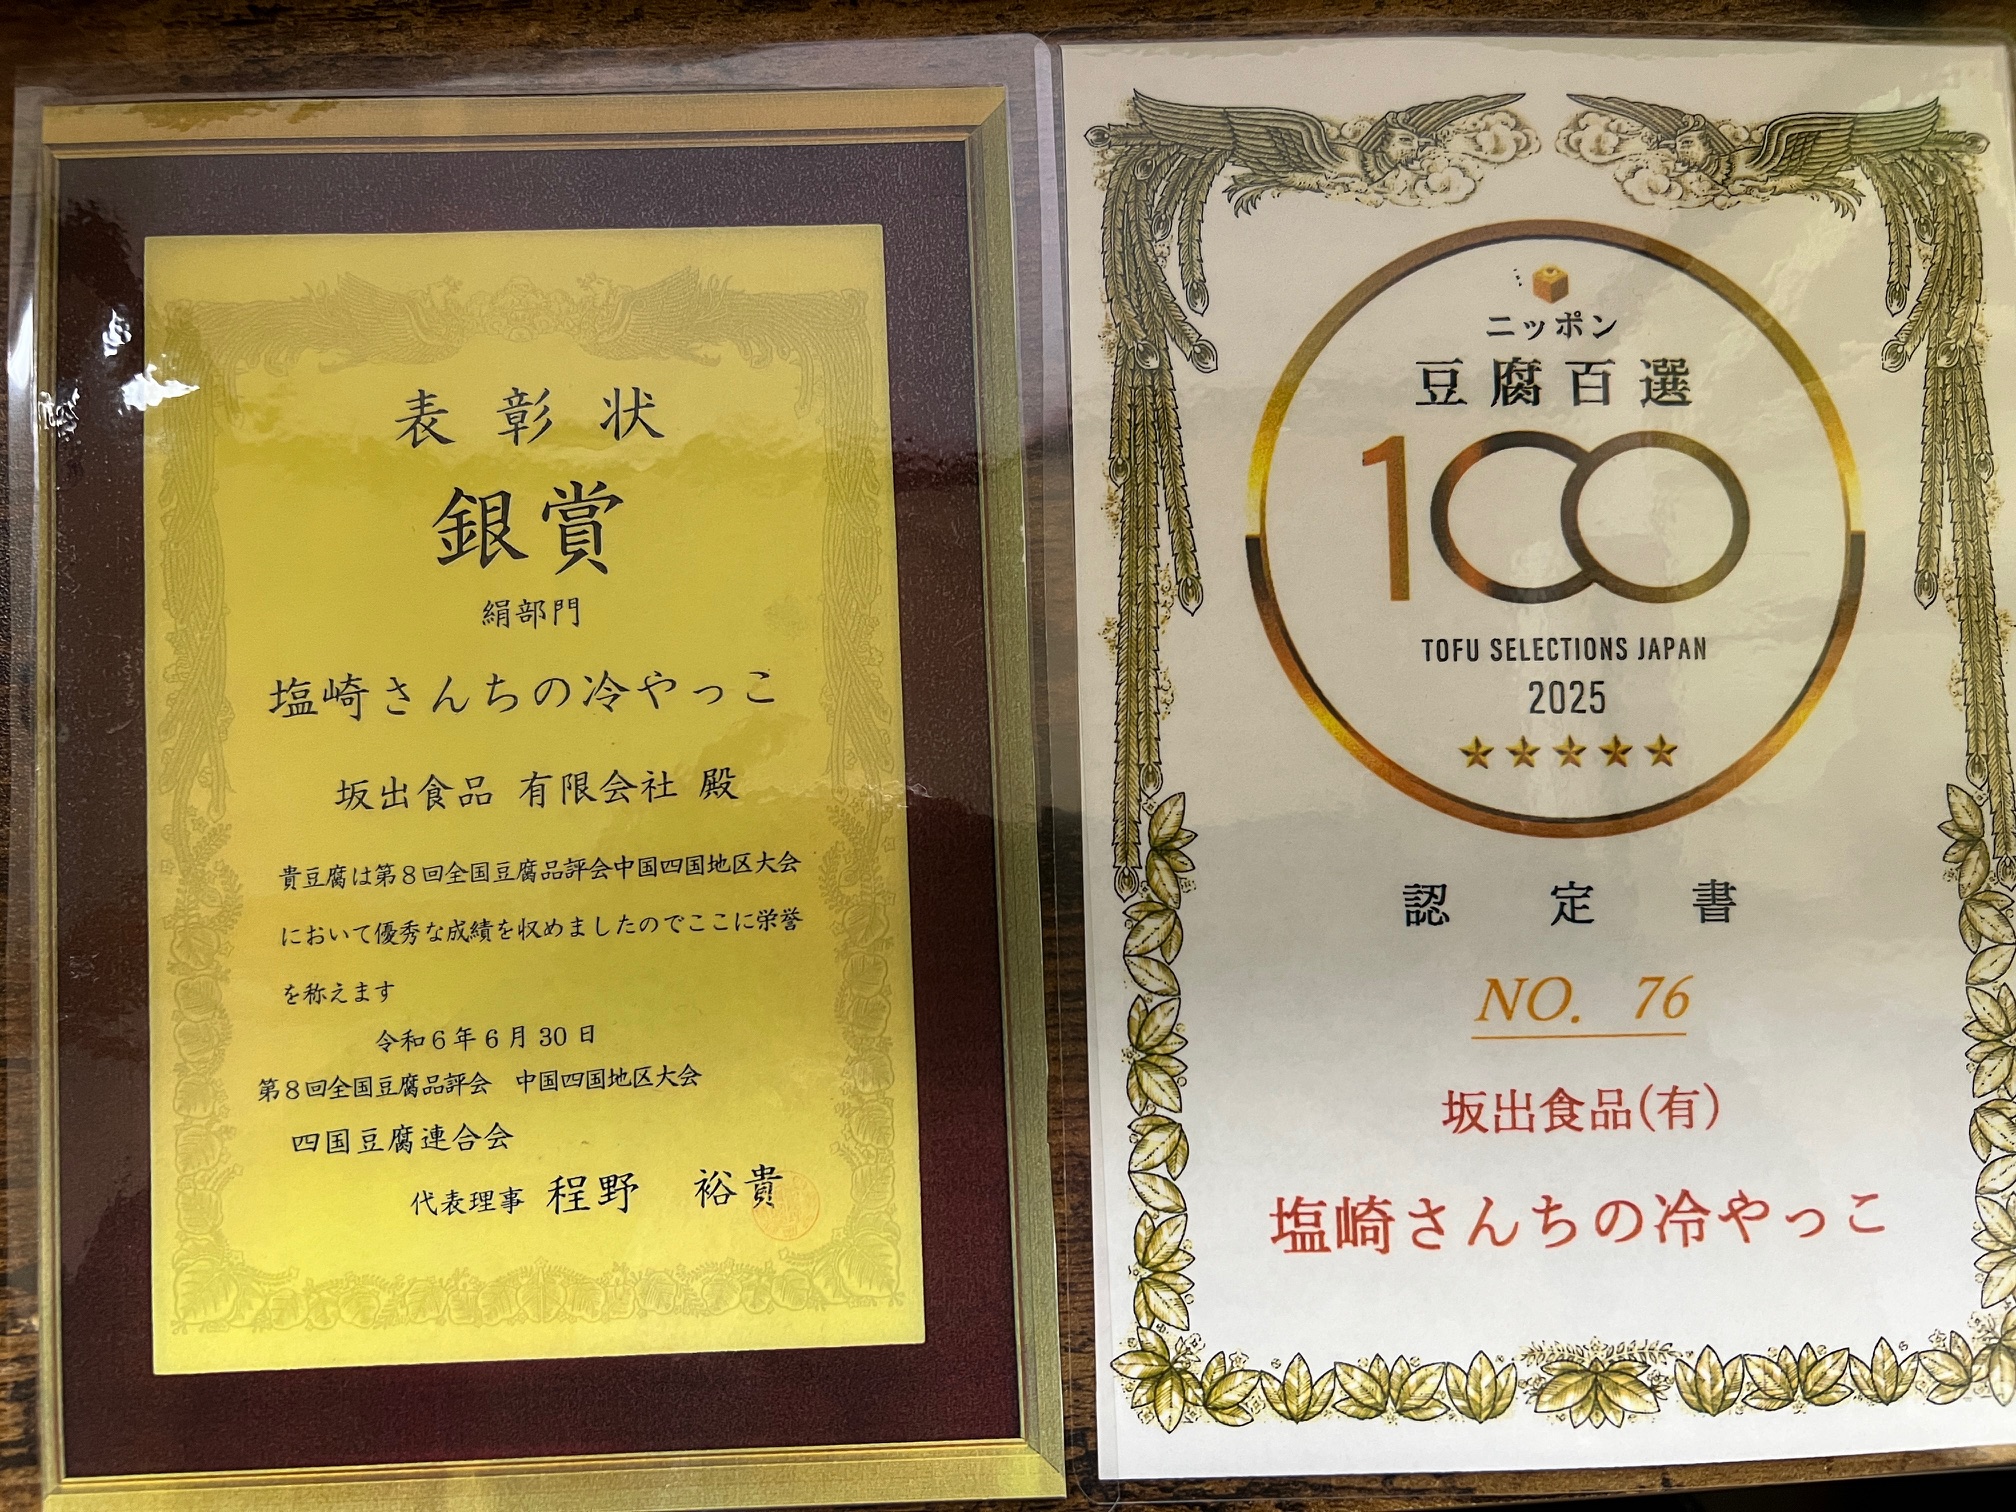 表彰状
銀賞
絹部門
塩崎さんちの冷やっこ
坂出食品 有限会社 殿
貴豆腐は第8回全国豆腐品評会中国四国地区大会
において優秀な成績を収めましたのでここに栄誉
を称えます
令和6年6月30日
第8回全国豆腐品評会 中国四国地区大会
四国豆腐連合会
代表理事 程野 裕貴
ニッポン
豆腐百選
100
TOFU SELECTIONS JAPAN
2025
認定書
NO. 76
坂出食品(有)
塩崎さんちの冷やっこ